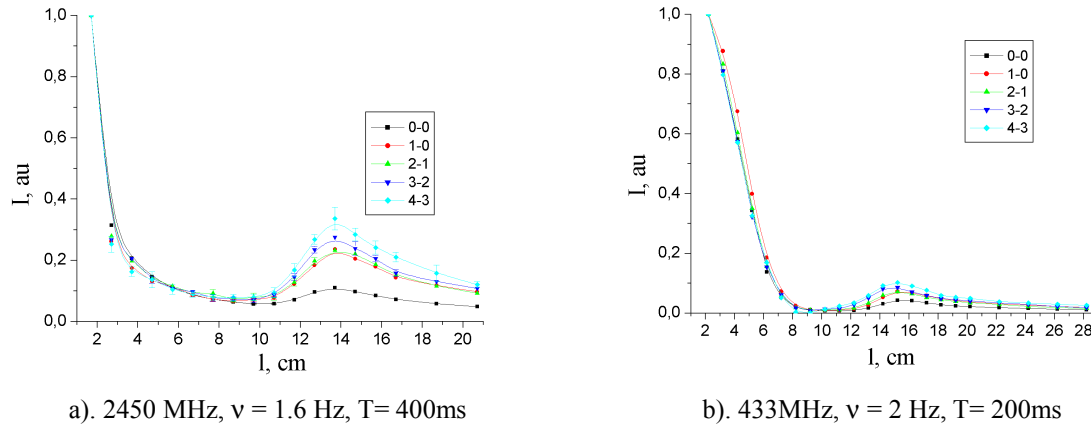 1,0
0,8
0,6
0,4
0,2
0,0
I, au
0-0
1-0
2-1
3-2
4-3
2 4 6 8 10 12 14 16 18 20
l, cm
a). 2450 MHz, ν = 1.6 Hz, T= 400ms
1,0
0,8
0,6
0,4
0,2
0,0
I, au
0-0
1-0
2-1
3-2
4-3
2 4 6 8 10 12 14 16 18 20 22 24 26 28
l, cm
b). 433MHz, ν = 2 Hz, T= 200ms